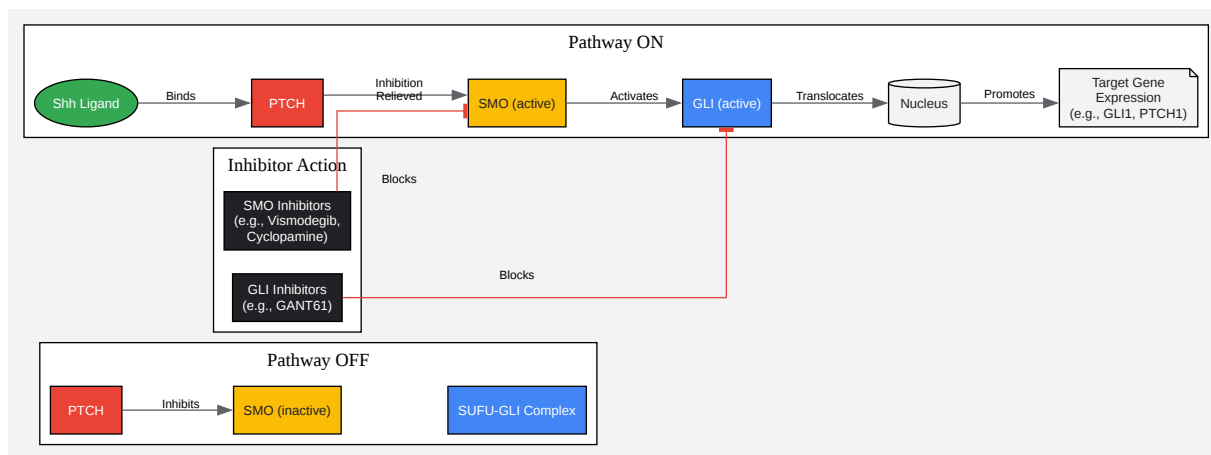 Pathway ON
Shh Ligand
Binds
PTCH
Inhibition
Relieved
SMO (active)
Activates
GLI (active)
Translocates
Nucleus
Promotes
Target Gene
Expression
(e.g., GLI1, PTCH1)
Inhibitor Action
Blocks
SMO Inhibitors
(e.g., Vismodegib,
Cyclopamine)
Blocks
GLI Inhibitors
(e.g., GANT61)
Pathway OFF
PTCH
Inhibits
SMO (inactive)
SUFU-GLI Complex